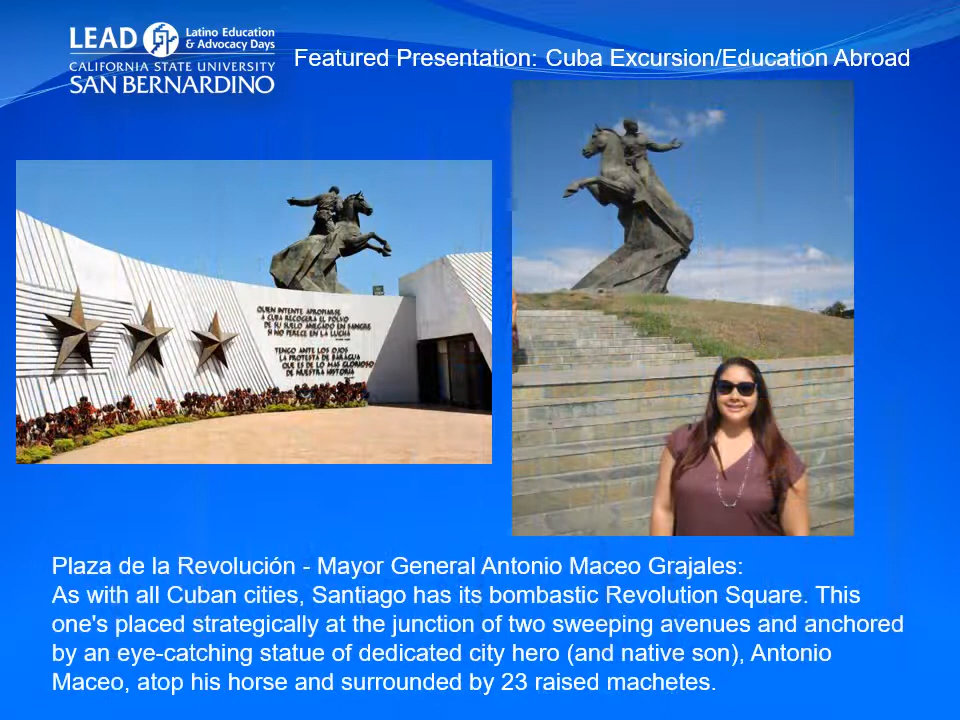 LEAD Latino Education
& Advocacy Days
CALIFORNIA STATE UNIVERSITY
SAN BERNARDINO
Featured Presentation: Cuba Excursion/Education Abroad
QUIEN INTENTE APROPIARSE
A CUBA RECOGERA EL POLVO
DE SU SUELO ANEGADO EN SANGRE
SI NO PERECE EN LA LUCHA
TENGO ANTE LOS OJOS
LA PROTESTA DE BARAGUA
QUE ES DE LO MAS GLORIOSO
DE NUESTRA HISTORIA
Plaza de la Revolución - Mayor General Antonio Maceo Grajales:
As with all Cuban cities, Santiago has its bombastic Revolution Square. This
one's placed strategically at the junction of two sweeping avenues and anchored
by an eye-catching statue of dedicated city hero (and native son), Antonio
Maceo, atop his horse and surrounded by 23 raised machetes.